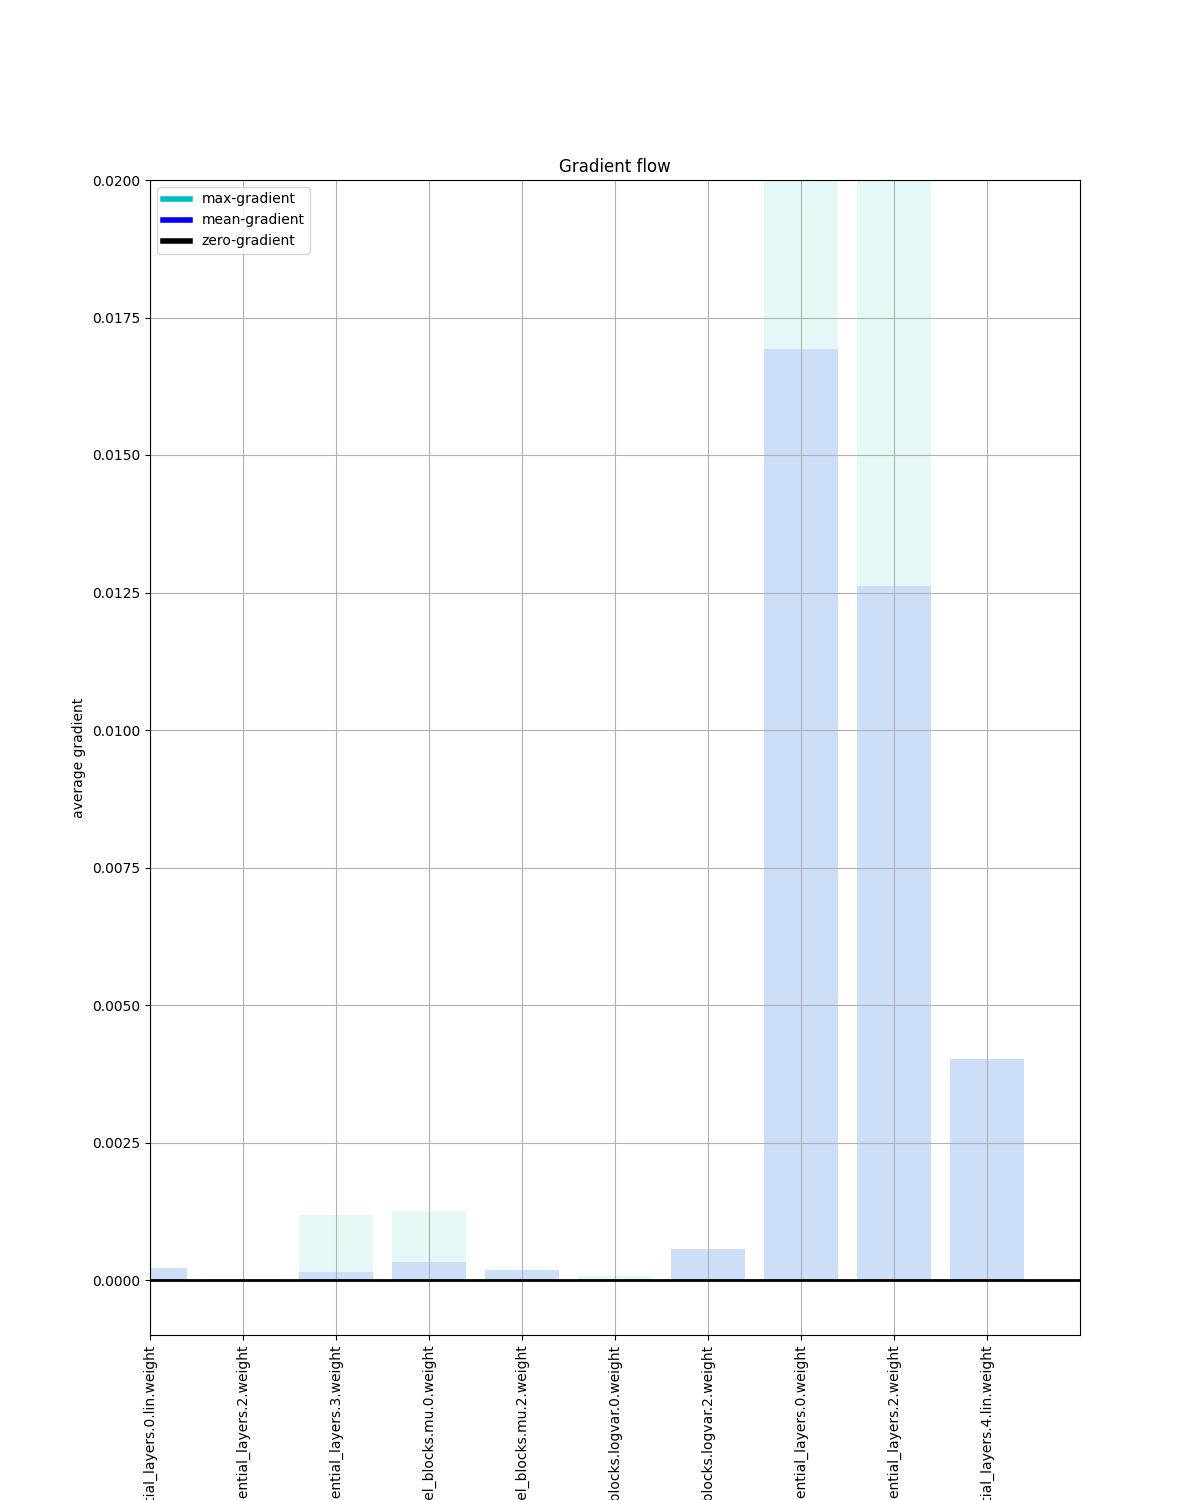 Gradient flow
max-gradient
mean-gradient
zero-gradient
average gradient
0.0200
0.0175
0.0150
0.0125
0.0100
0.0075
0.0050
0.0025
0.0000
tial_layers.0.lin.weight
ential_layers.2.weight
ential_layers.3.weight
el_blocks.mu.0.weight
el_blocks.mu.2.weight
blocks.logvar.0.weight
blocks.logvar.2.weight
ential_layers.0.weight
ential_layers.2.weight
tial_layers.4.lin.weight